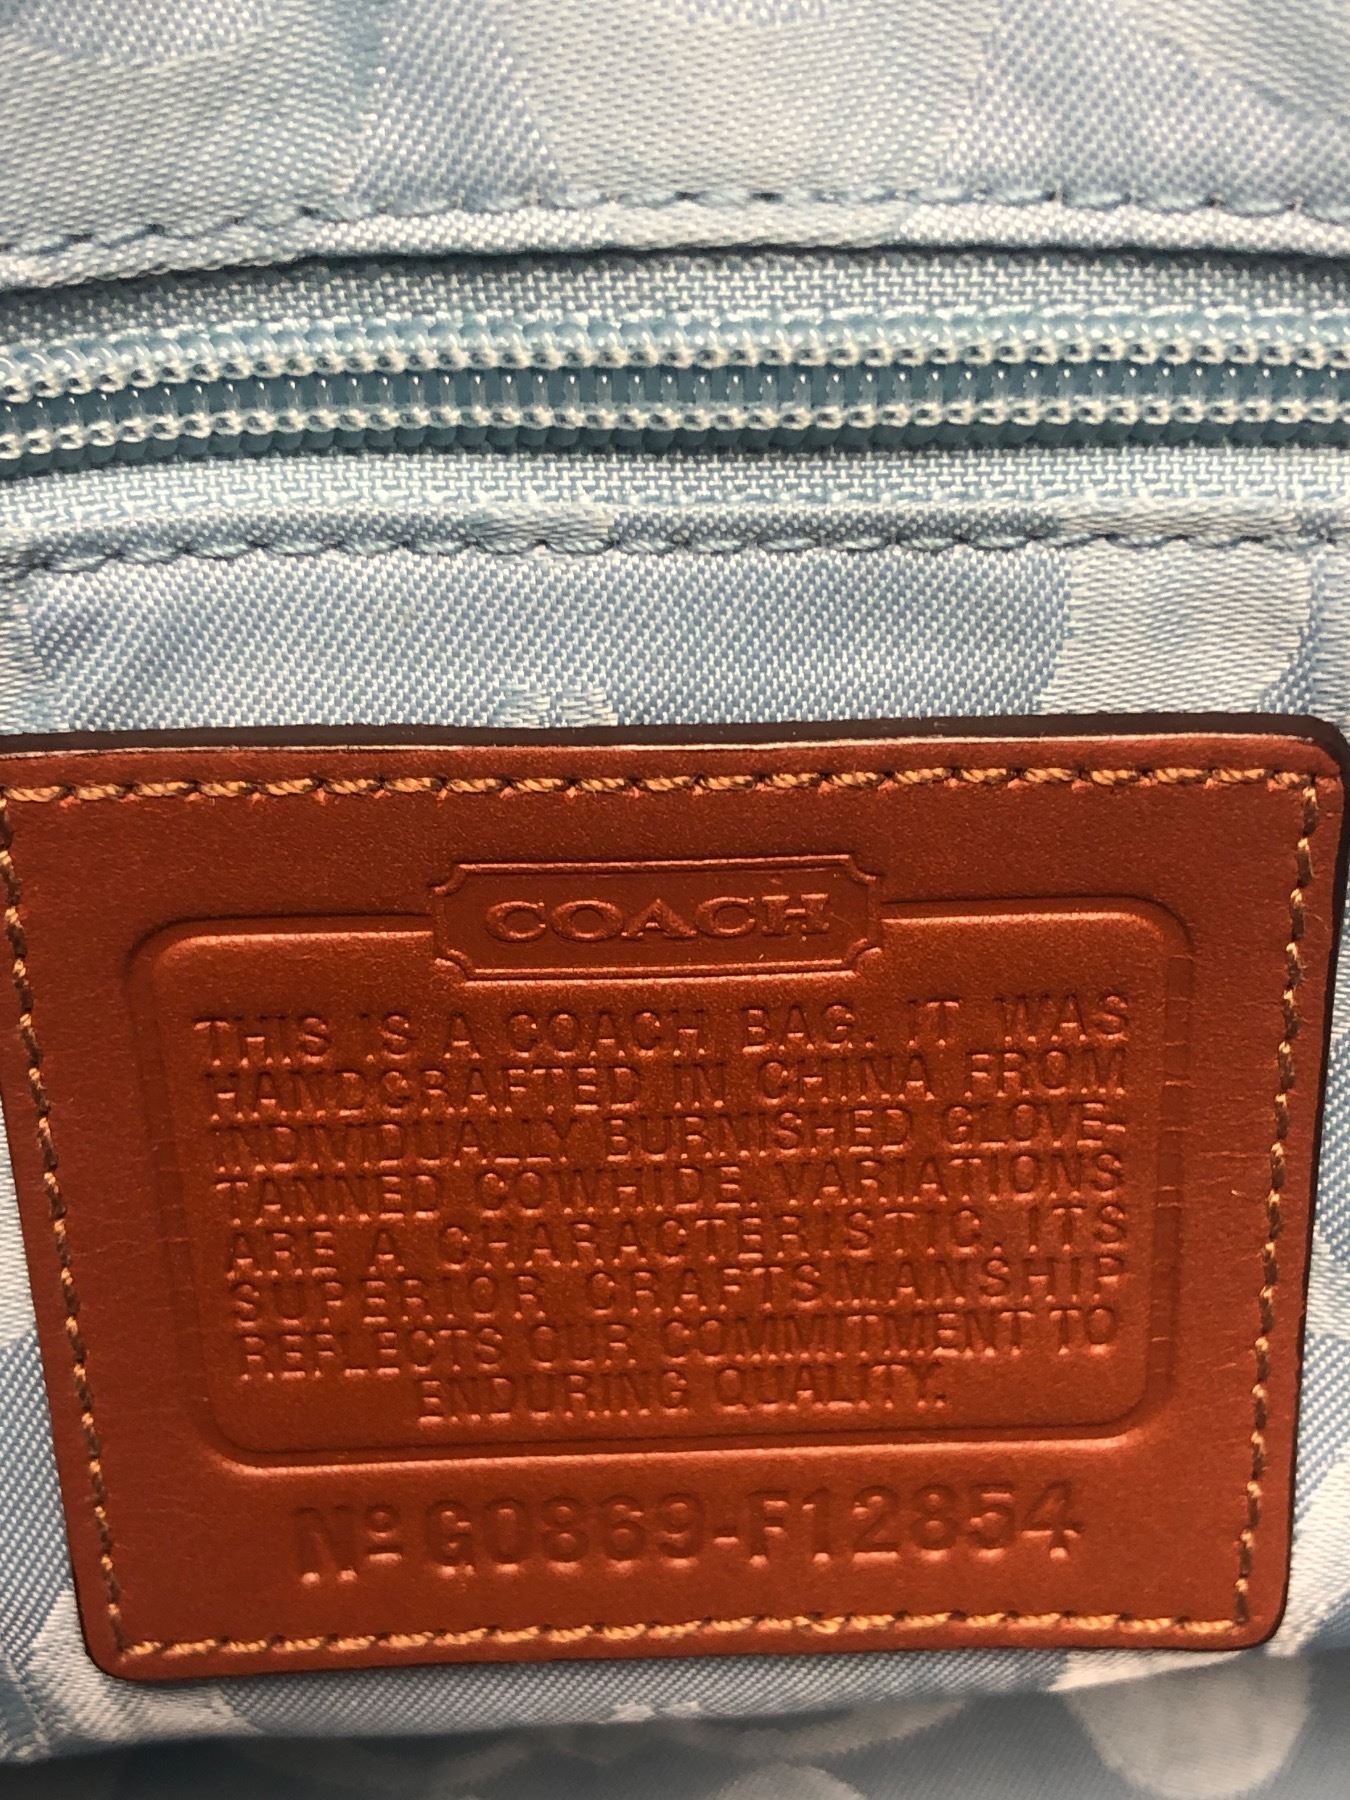 COACH
THIS IS A COACH BAG. IT WAS
HANDCRAFTED IN CHINA FROM
INDIVIDUALLY BURNISHED GLOVE-
TANNED COWHIDE. VARIATIONS
ARE A CHARACTERISTIC. ITS
SUPERIOR CRAFTSMANSHIP
REFLECTS OUR COMMITMENT TO
ENDURING QUALITY.
Nº G0869-F12854